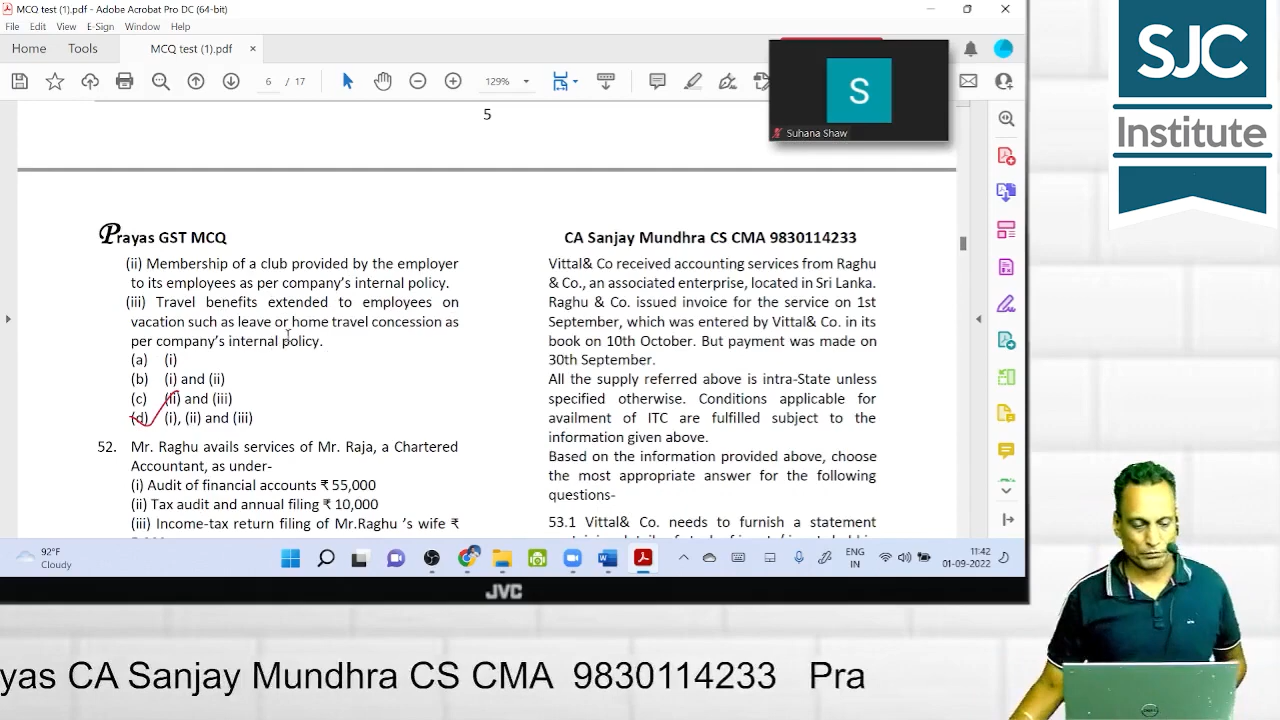 MCQ test (1).pdf - Adobe Acrobat Pro DC (64-bit)
File Edit View E-Sign Window Help
Home Tools MCQ test (1).pdf ×
6 / 17 129%
S
Suhana Shaw
5
Prayas GST MCQ
(ii) Membership of a club provided by the employer
to its employees as per company's internal policy.
(iii) Travel benefits extended to employees on
vacation such as leave or home travel concession as
per company's internal policy.
(a) (i)
(b) (i) and (ii)
(c) (ii) and (iii)
(d) (i), (ii) and (iii)
52. Mr. Raghu avails services of Mr. Raja, a Chartered
Accountant, as under-
(i) Audit of financial accounts ₹ 55,000
(ii) Tax audit and annual filing ₹ 10,000
(iii) Income-tax return filing of Mr.Raghu 's wife ₹
CA Sanjay Mundhra CS CMA 9830114233
Vittal& Co received accounting services from Raghu
& Co., an associated enterprise, located in Sri Lanka.
Raghu & Co. issued invoice for the service on 1st
September, which was entered by Vittal& Co. in its
book on 10th October. But payment was made on
30th September.
All the supply referred above is intra-State unless
specified otherwise. Conditions applicable for
availment of ITC are fulfilled subject to the
information given above.
Based on the information provided above, choose
the most appropriate answer for the following
questions-
53.1 Vittal& Co. needs to furnish a statement
92°F
Cloudy
ENG
IN
11:42
01-09-2022
JVC
SJC
Institute
DELL
yas CA Sanjay Mundhra CS CMA 9830114233 Pra